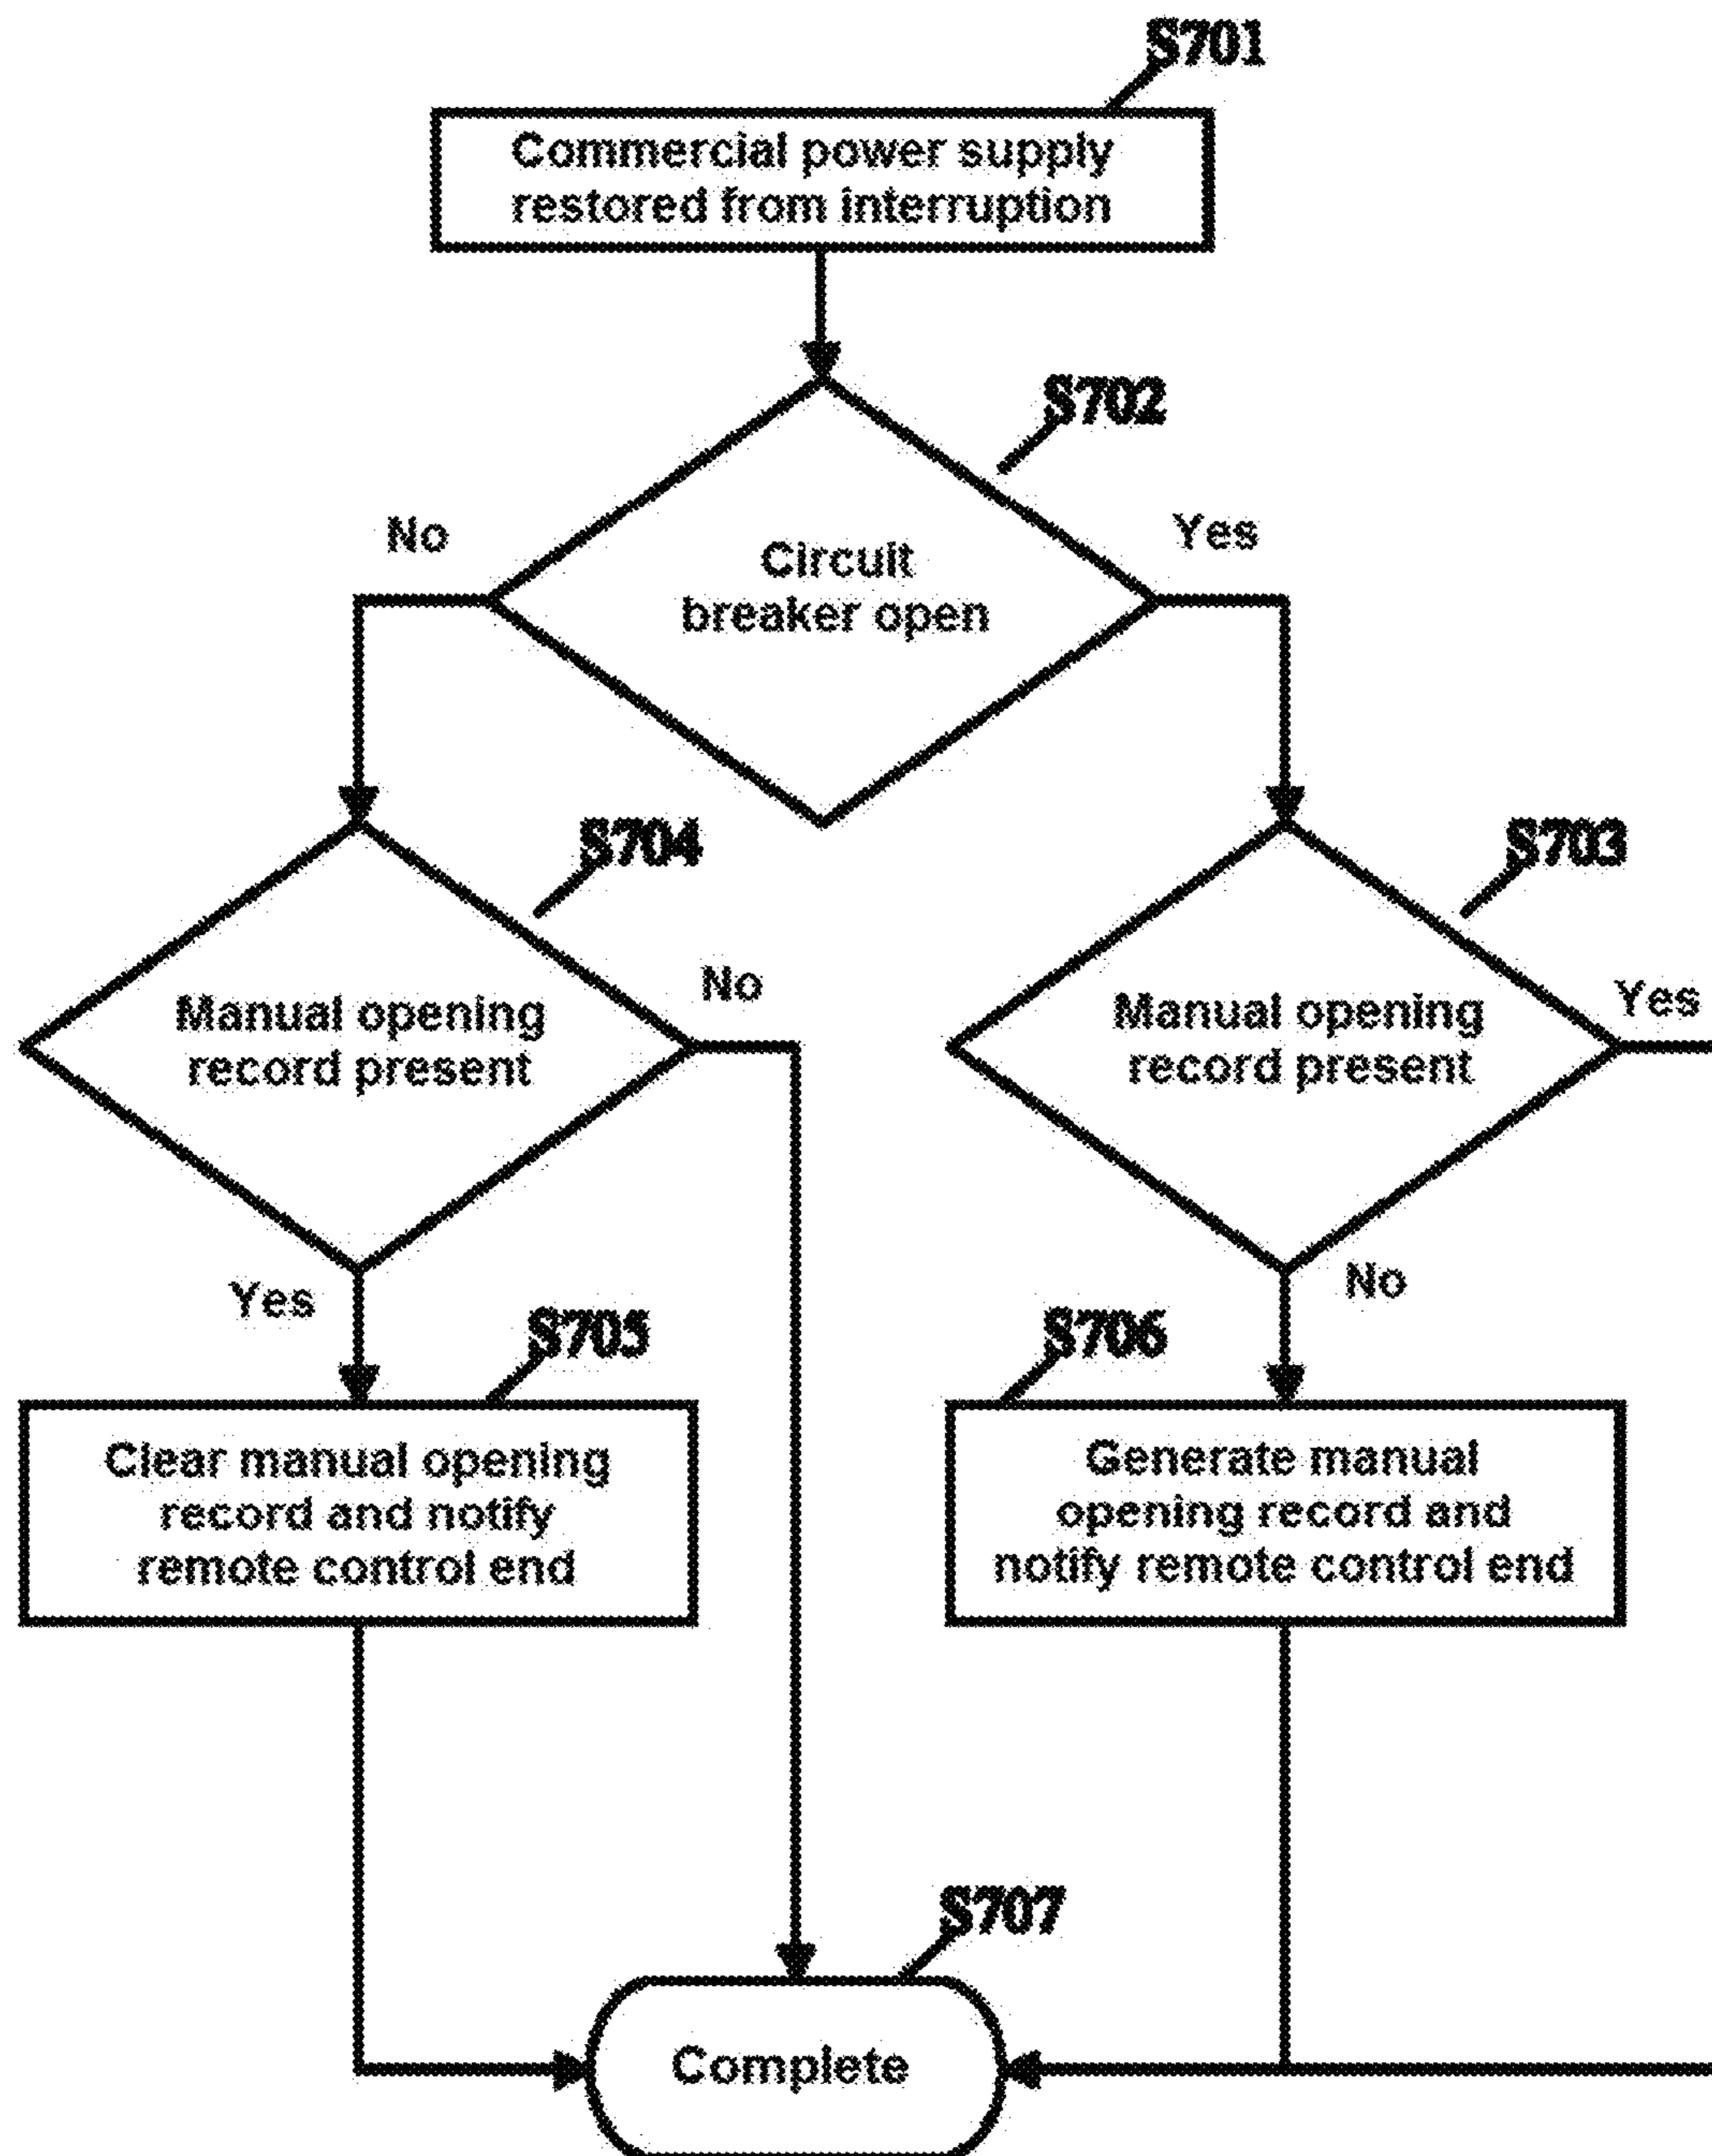 S701
Commercial power supply
restored from interruption
S702
No
Yes
Circuit
breaker open
S704
S703
No
Yes
Manual opening
record present
Manual opening
record present
Yes
No
S705
S706
Clear manual opening
record and notify
remote control end
Generate manual
opening record and
notify remote control end
S707
Complete